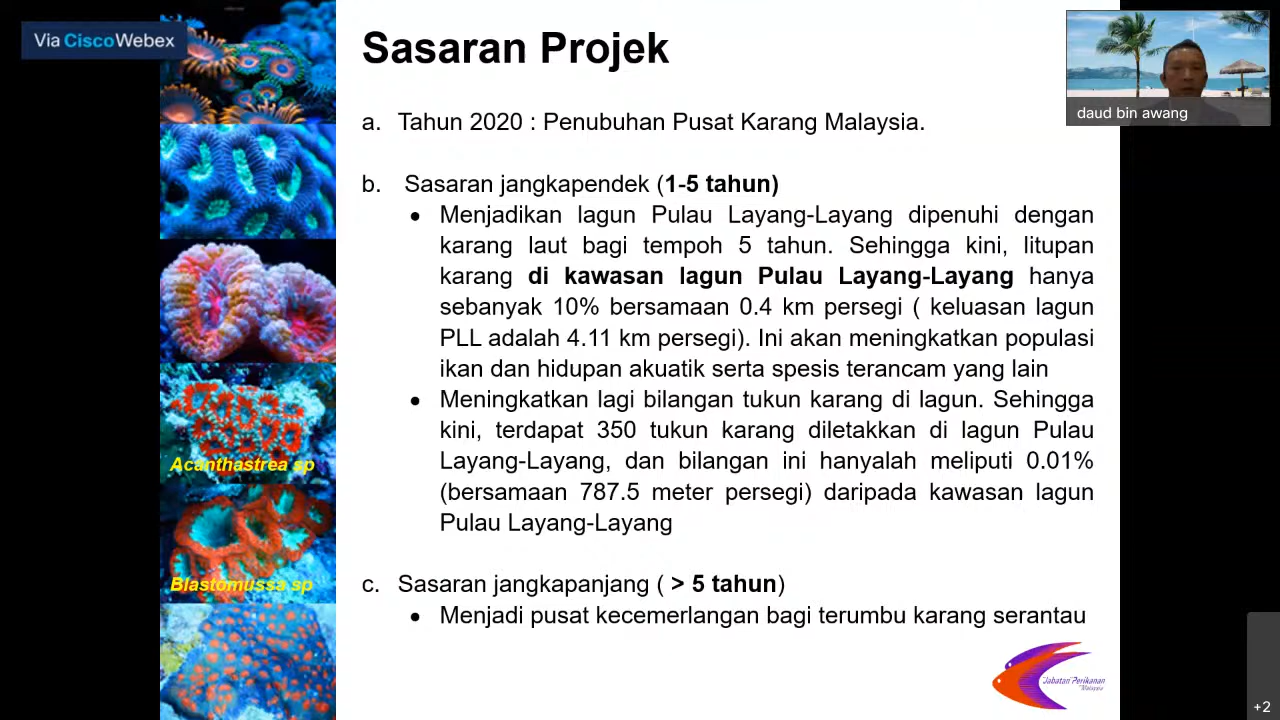 Via CiscoWebex
Sasaran Projek
daud bin awang
a. Tahun 2020 : Penubuhan Pusat Karang Malaysia.
b. Sasaran jangkapendek (1-5 tahun)
● Menjadikan lagun Pulau Layang-Layang dipenuhi dengan
karang laut bagi tempoh 5 tahun. Sehingga kini, litupan
karang di kawasan lagun Pulau Layang-Layang hanya
sebanyak 10% bersamaan 0.4 km persegi ( keluasan lagun
PLL adalah 4.11 km persegi). Ini akan meningkatkan populasi
ikan dan hidupan akuatik serta spesis terancam yang lain
● Meningkatkan lagi bilangan tukun karang di lagun. Sehingga
kini, terdapat 350 tukun karang diletakkan di lagun Pulau
Layang-Layang, dan bilangan ini hanyalah meliputi 0.01%
(bersamaan 787.5 meter persegi) daripada kawasan lagun
Pulau Layang-Layang
c. Sasaran jangkapanjang ( > 5 tahun)
● Menjadi pusat kecemerlangan bagi terumbu karang serantau
Acanthastrea sp
Blastomussa sp
Jabatan Perikanan
Malaysia
+2